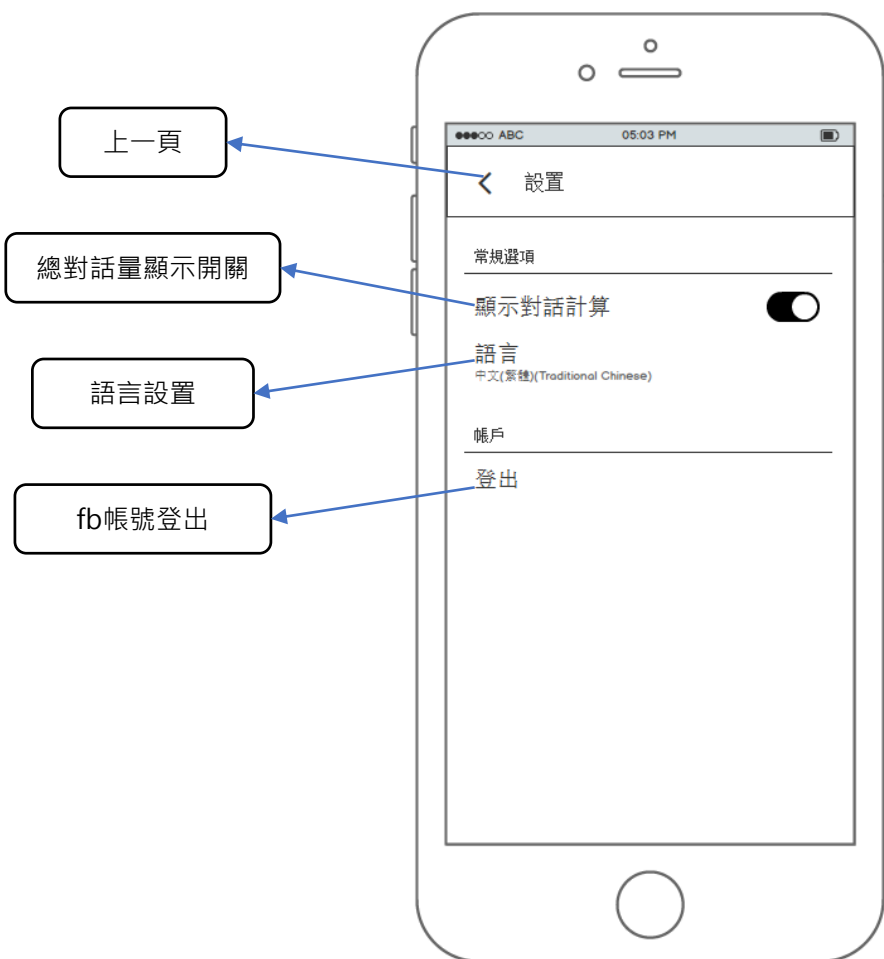 上一頁
總對話量顯示開關
語言設置
fb帳號登出
ABC 05:03 PM
設置
常規選項
顯示對話計算
語言
中文(繁體)(Traditional Chinese)
帳戶
登出